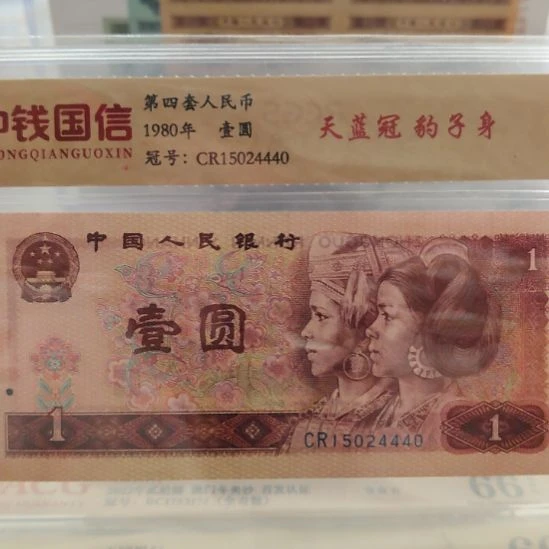 中钱国信
ZHONGQIANGUOXIN
第四套人民币
1980年 壹圆
冠号：CR15024440
天蓝冠 豹子身
中国人民银行
1
壹圆
1
CR15024440
1
66